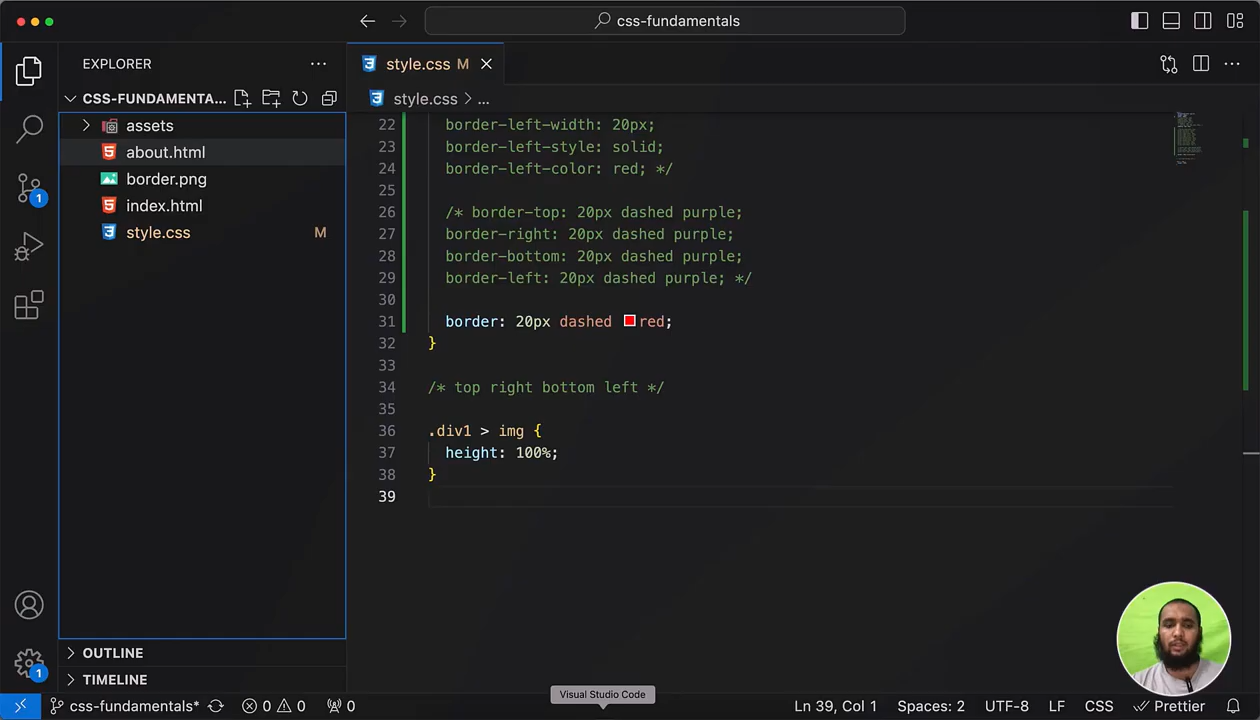 css-fundamentals
EXPLORER
style.css M
CSS-FUNDAMENTA...
style.css > ...
assets
about.html
border.png
index.html
style.css M
1
22 border-left-width: 20px;
23 border-left-style: solid;
24 border-left-color: red; */
25
26 /* border-top: 20px dashed purple;
27 border-right: 20px dashed purple;
28 border-bottom: 20px dashed purple;
29 border-left: 20px dashed purple; */
30
31 border: 20px dashed red;
32 }
33
34 /* top right bottom left */
35
36 .div1 > img {
37 height: 100%;
38 }
39
OUTLINE
TIMELINE
1
Visual Studio Code
css-fundamentals* 0 0 0 Ln 39, Col 1 Spaces: 2 UTF-8 LF CSS Prettier